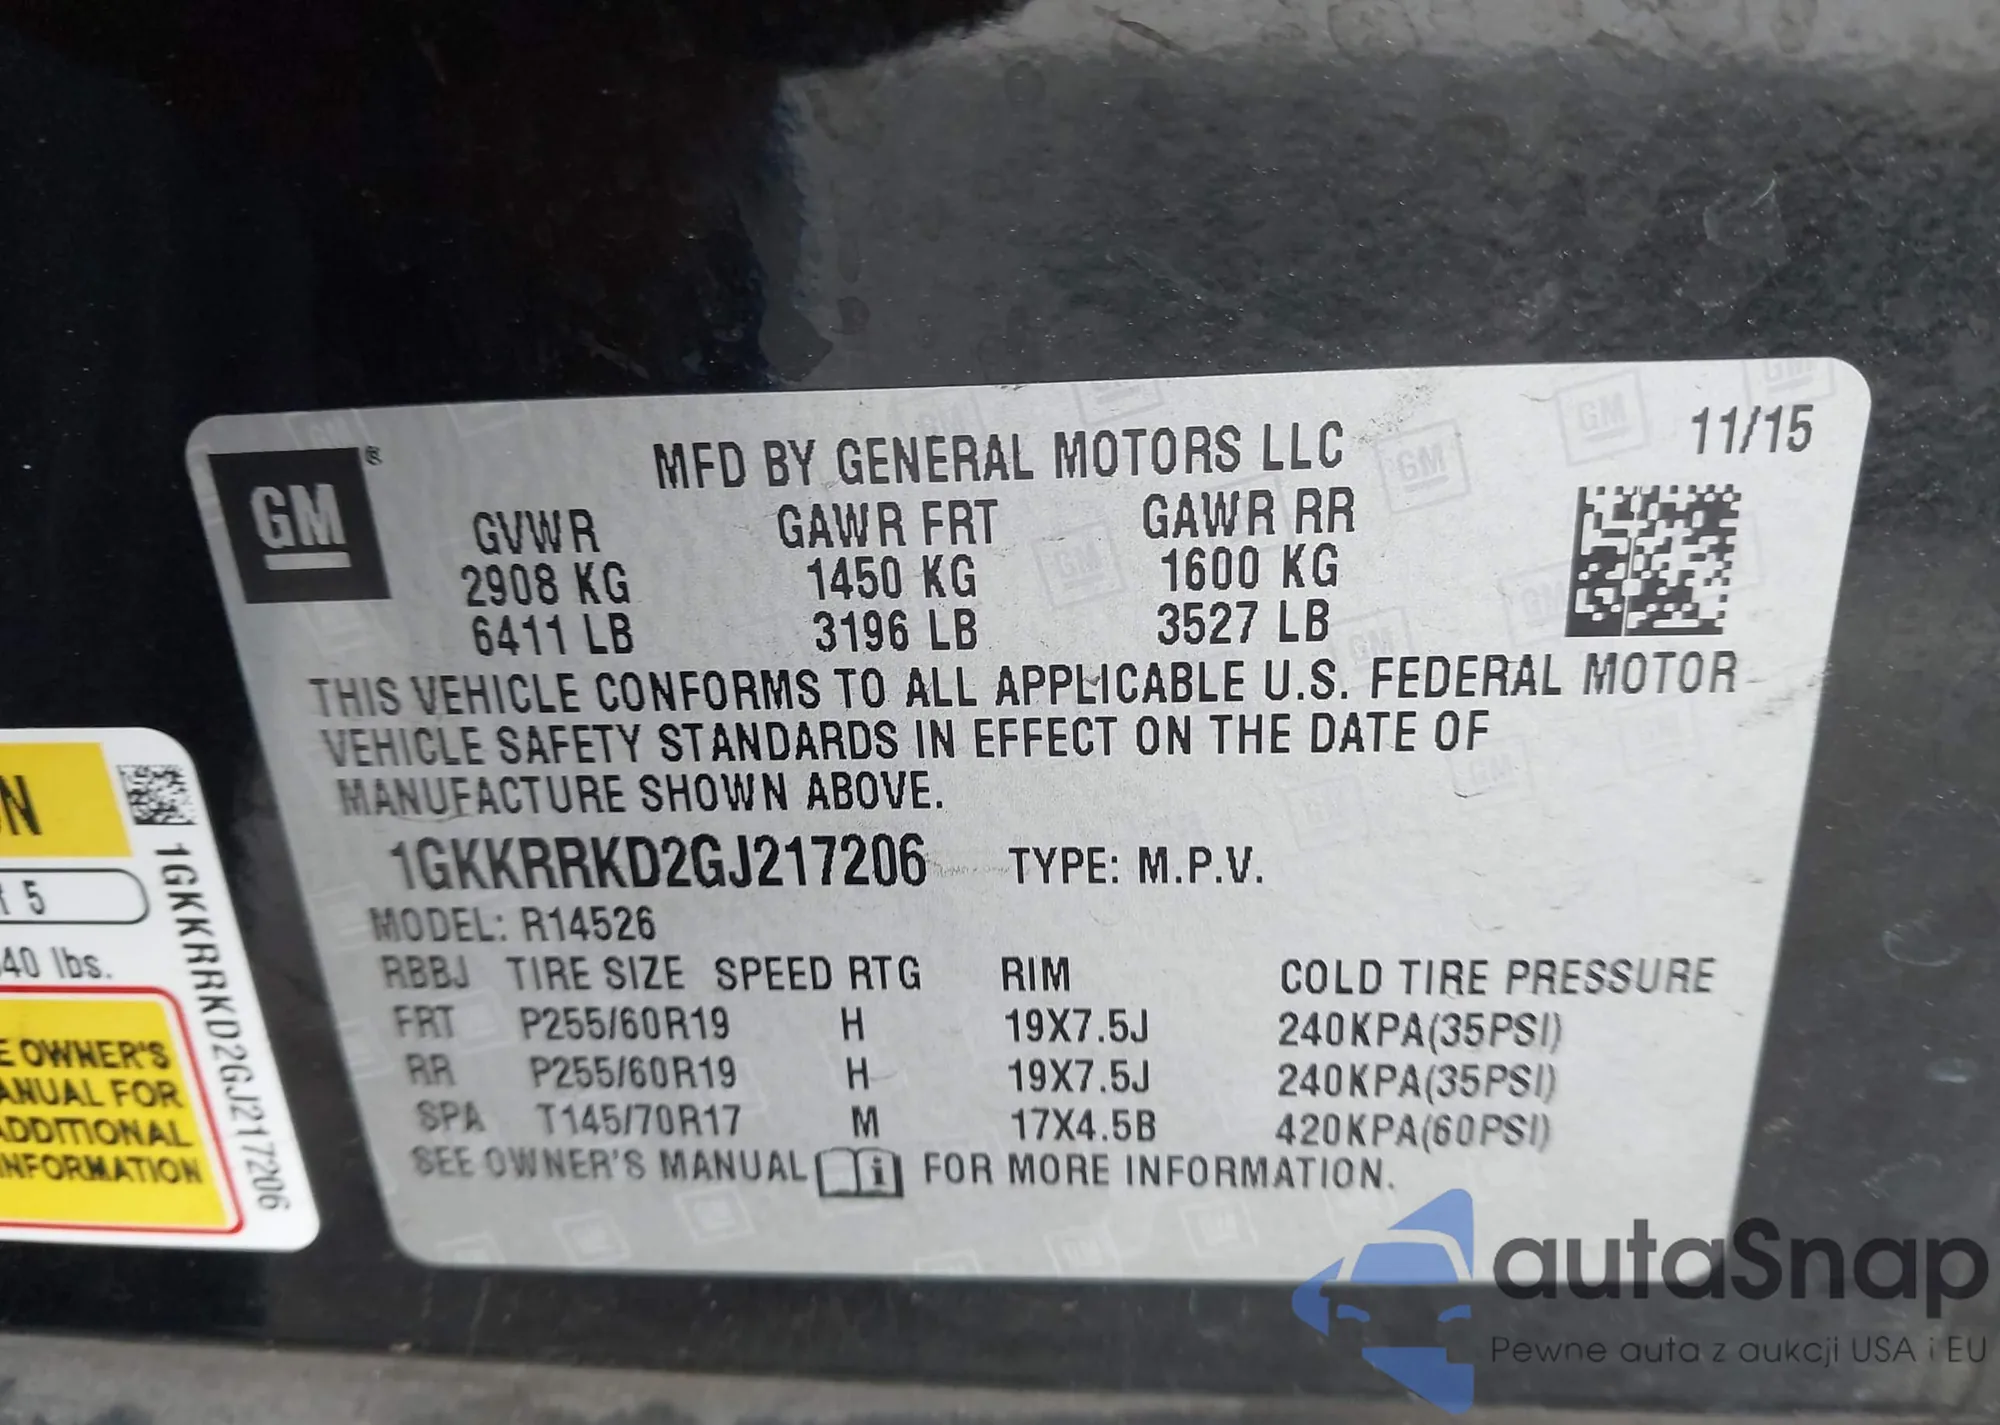 MFD BY GENERAL MOTORS LLC
11/15
GM
®
GVWR GAWR FRT GAWR RR
2908 KG 1450 KG 1600 KG
6411 LB 3196 LB 3527 LB
THIS VEHICLE CONFORMS TO ALL APPLICABLE U.S. FEDERAL MOTOR
VEHICLE SAFETY STANDARDS IN EFFECT ON THE DATE OF
MANUFACTURE SHOWN ABOVE.
1GKKRRKD2GJ217206 TYPE: M.P.V.
MODEL: R14526
RBBJ TIRE SIZE SPEED RTG RIM COLD TIRE PRESSURE
FRT P255/60R19 H 19X7.5J 240KPA(35PSI)
RR P255/60R19 H 19X7.5J 240KPA(35PSI)
SPA T145/70R17 M 17X4.5B 420KPA(60PSI)
SEE OWNER'S MANUAL i FOR MORE INFORMATION.
5
40 lbs.
OWNER'S
FOR
ADDITIONAL
INFORMATION
1GKKRRKD2GJ217206
autaSnap
Pewne auta z aukcji USA i EU